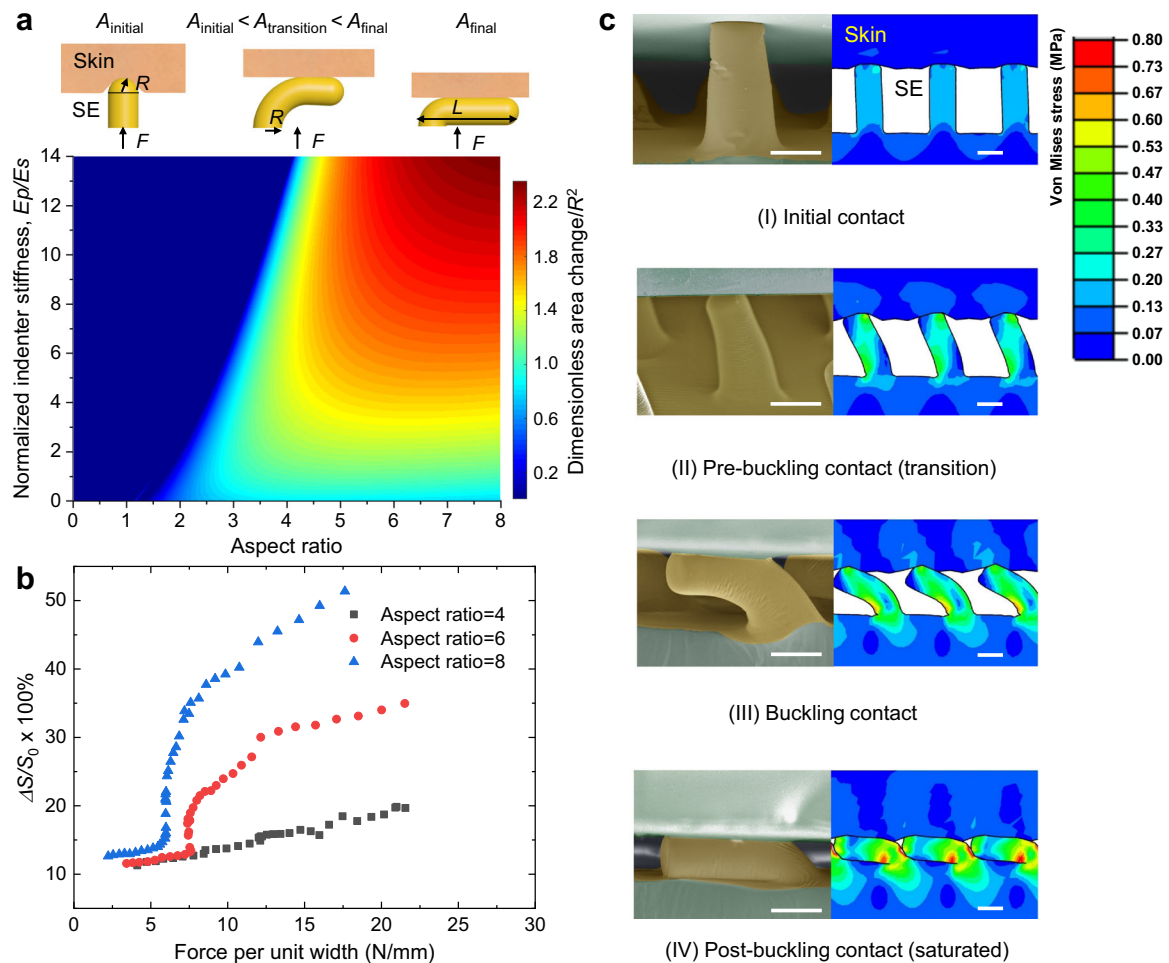 a
A_initial
A_initial < A_transition < A_final
A_final
Skin
SE
R
F
R
F
L
F
Normalized indenter stiffness, Ep/Es
14
12
10
8
6
4
2
0
0 1 2 3 4 5 6 7 8
Aspect ratio
2.2
1.8
1.4
1.0
0.6
0.2
Dimensionless area change/R²
b
ΔS/S₀ x 100%
50
40
30
20
10
Aspect ratio=4
Aspect ratio=6
Aspect ratio=8
0 5 10 15 20 25 30
Force per unit width (N/mm)
c
Skin
SE
(I) Initial contact
(II) Pre-buckling contact (transition)
(III) Buckling contact
(IV) Post-buckling contact (saturated)
Von Mises stress (MPa)
0.80
0.73
0.67
0.60
0.53
0.47
0.40
0.33
0.27
0.20
0.13
0.07
0.00